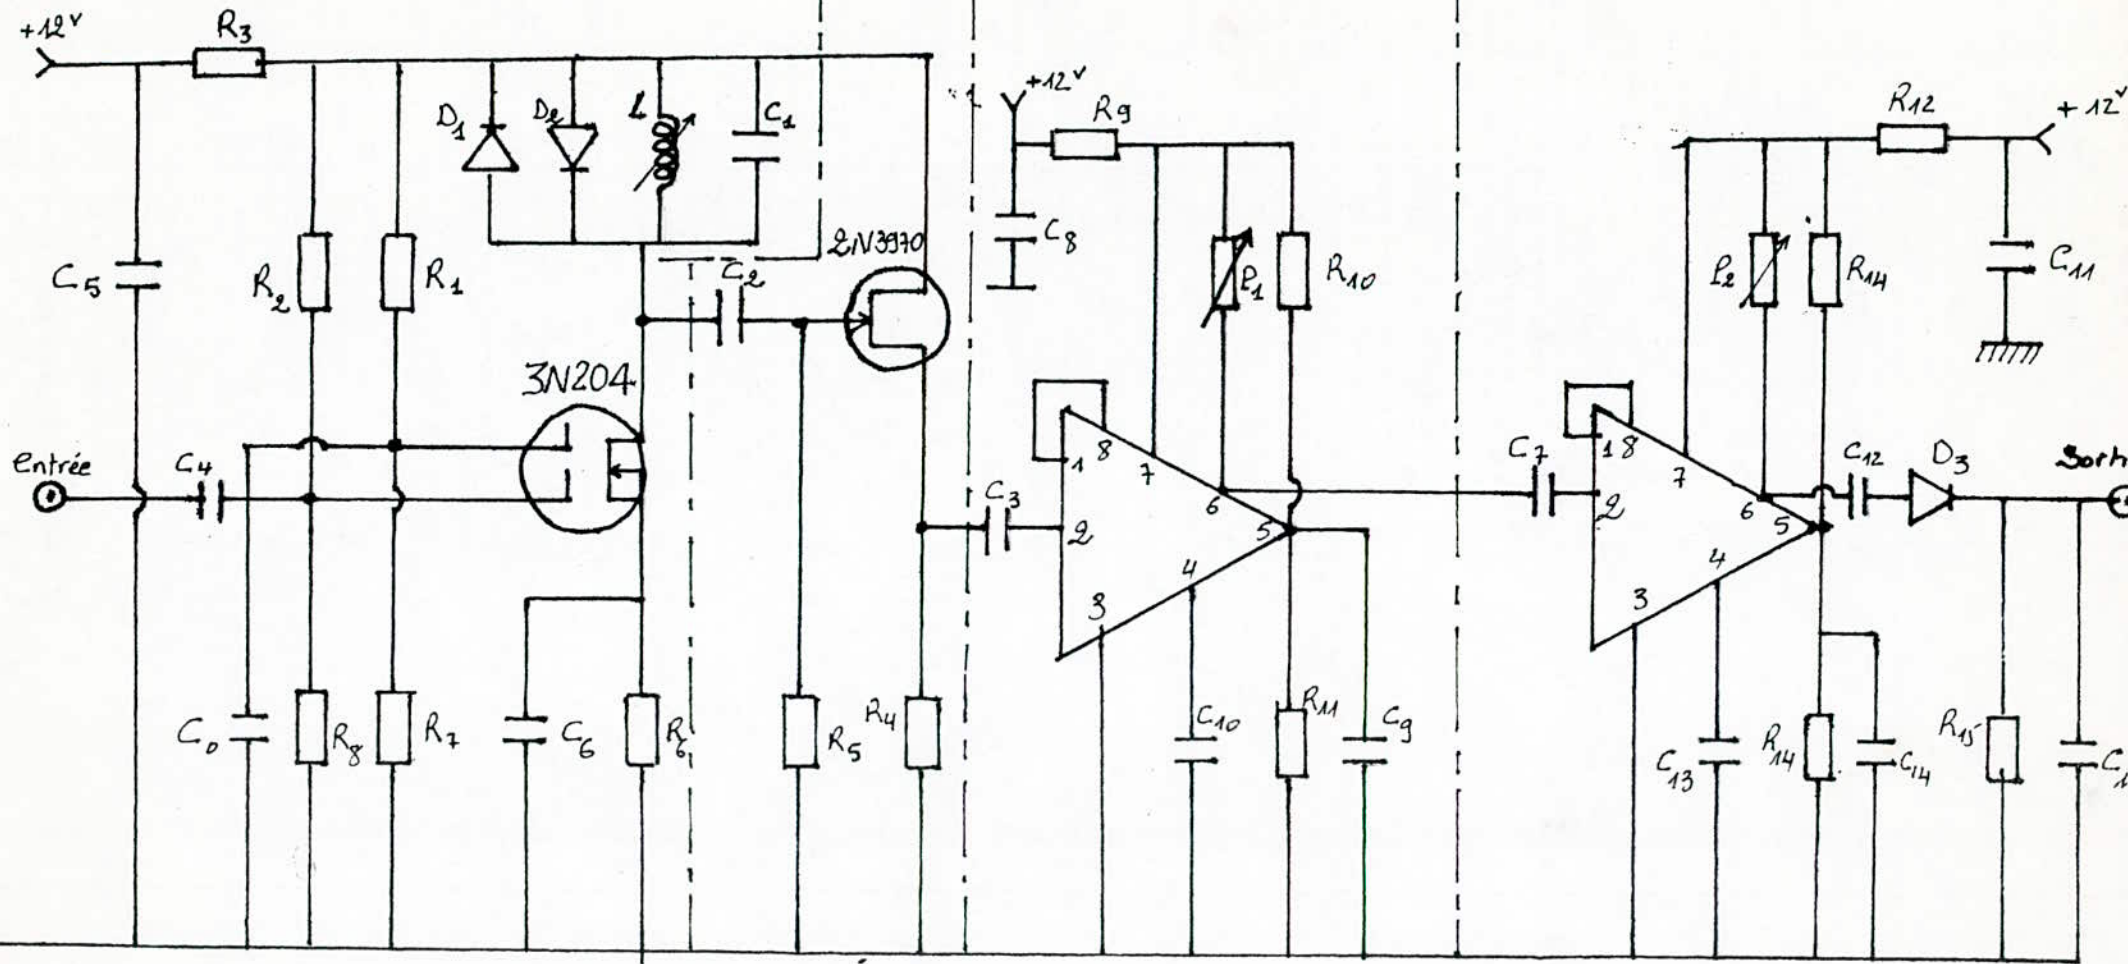 +12v
R3
D1
D2
L
C1
+12v
R9
R12
+12v
C5
R2
R1
C2
2N3970
C8
P1
R10
P2
R14
C11
3N204
Entrée
C4
C3
1
8
7
6
2
5
4
3
C7
1
8
7
6
2
5
4
3
C12
D3
C0
R8
R7
C6
R6
R5
R4
C10
R11
C9
C13
R14
C14
R15